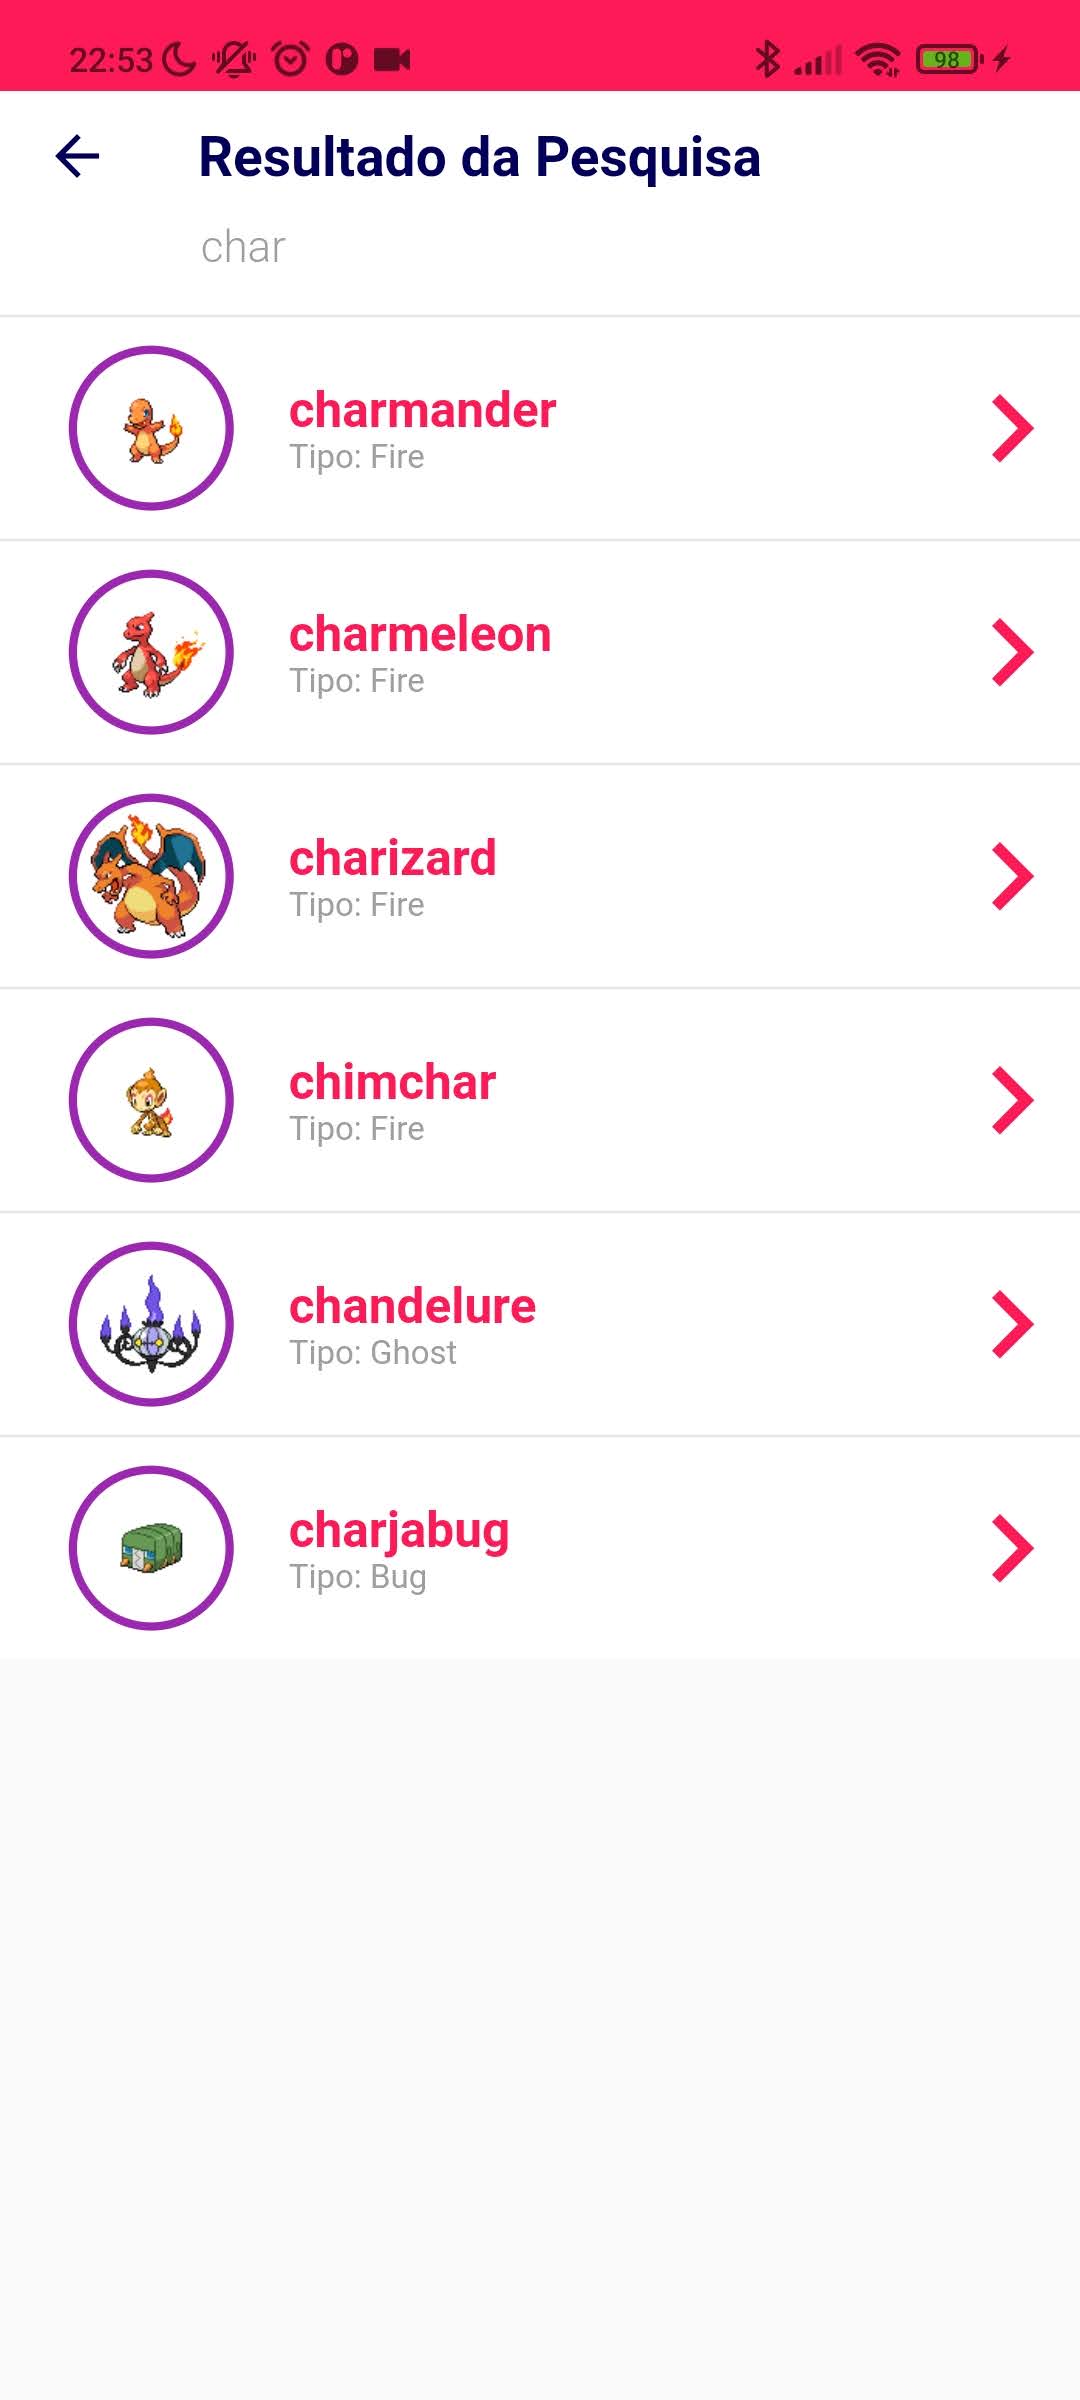 22:53
98
Resultado da Pesquisa
char
charmander
Tipo: Fire
charmeleon
Tipo: Fire
charizard
Tipo: Fire
chimchar
Tipo: Fire
chandelure
Tipo: Ghost
charjabug
Tipo: Bug